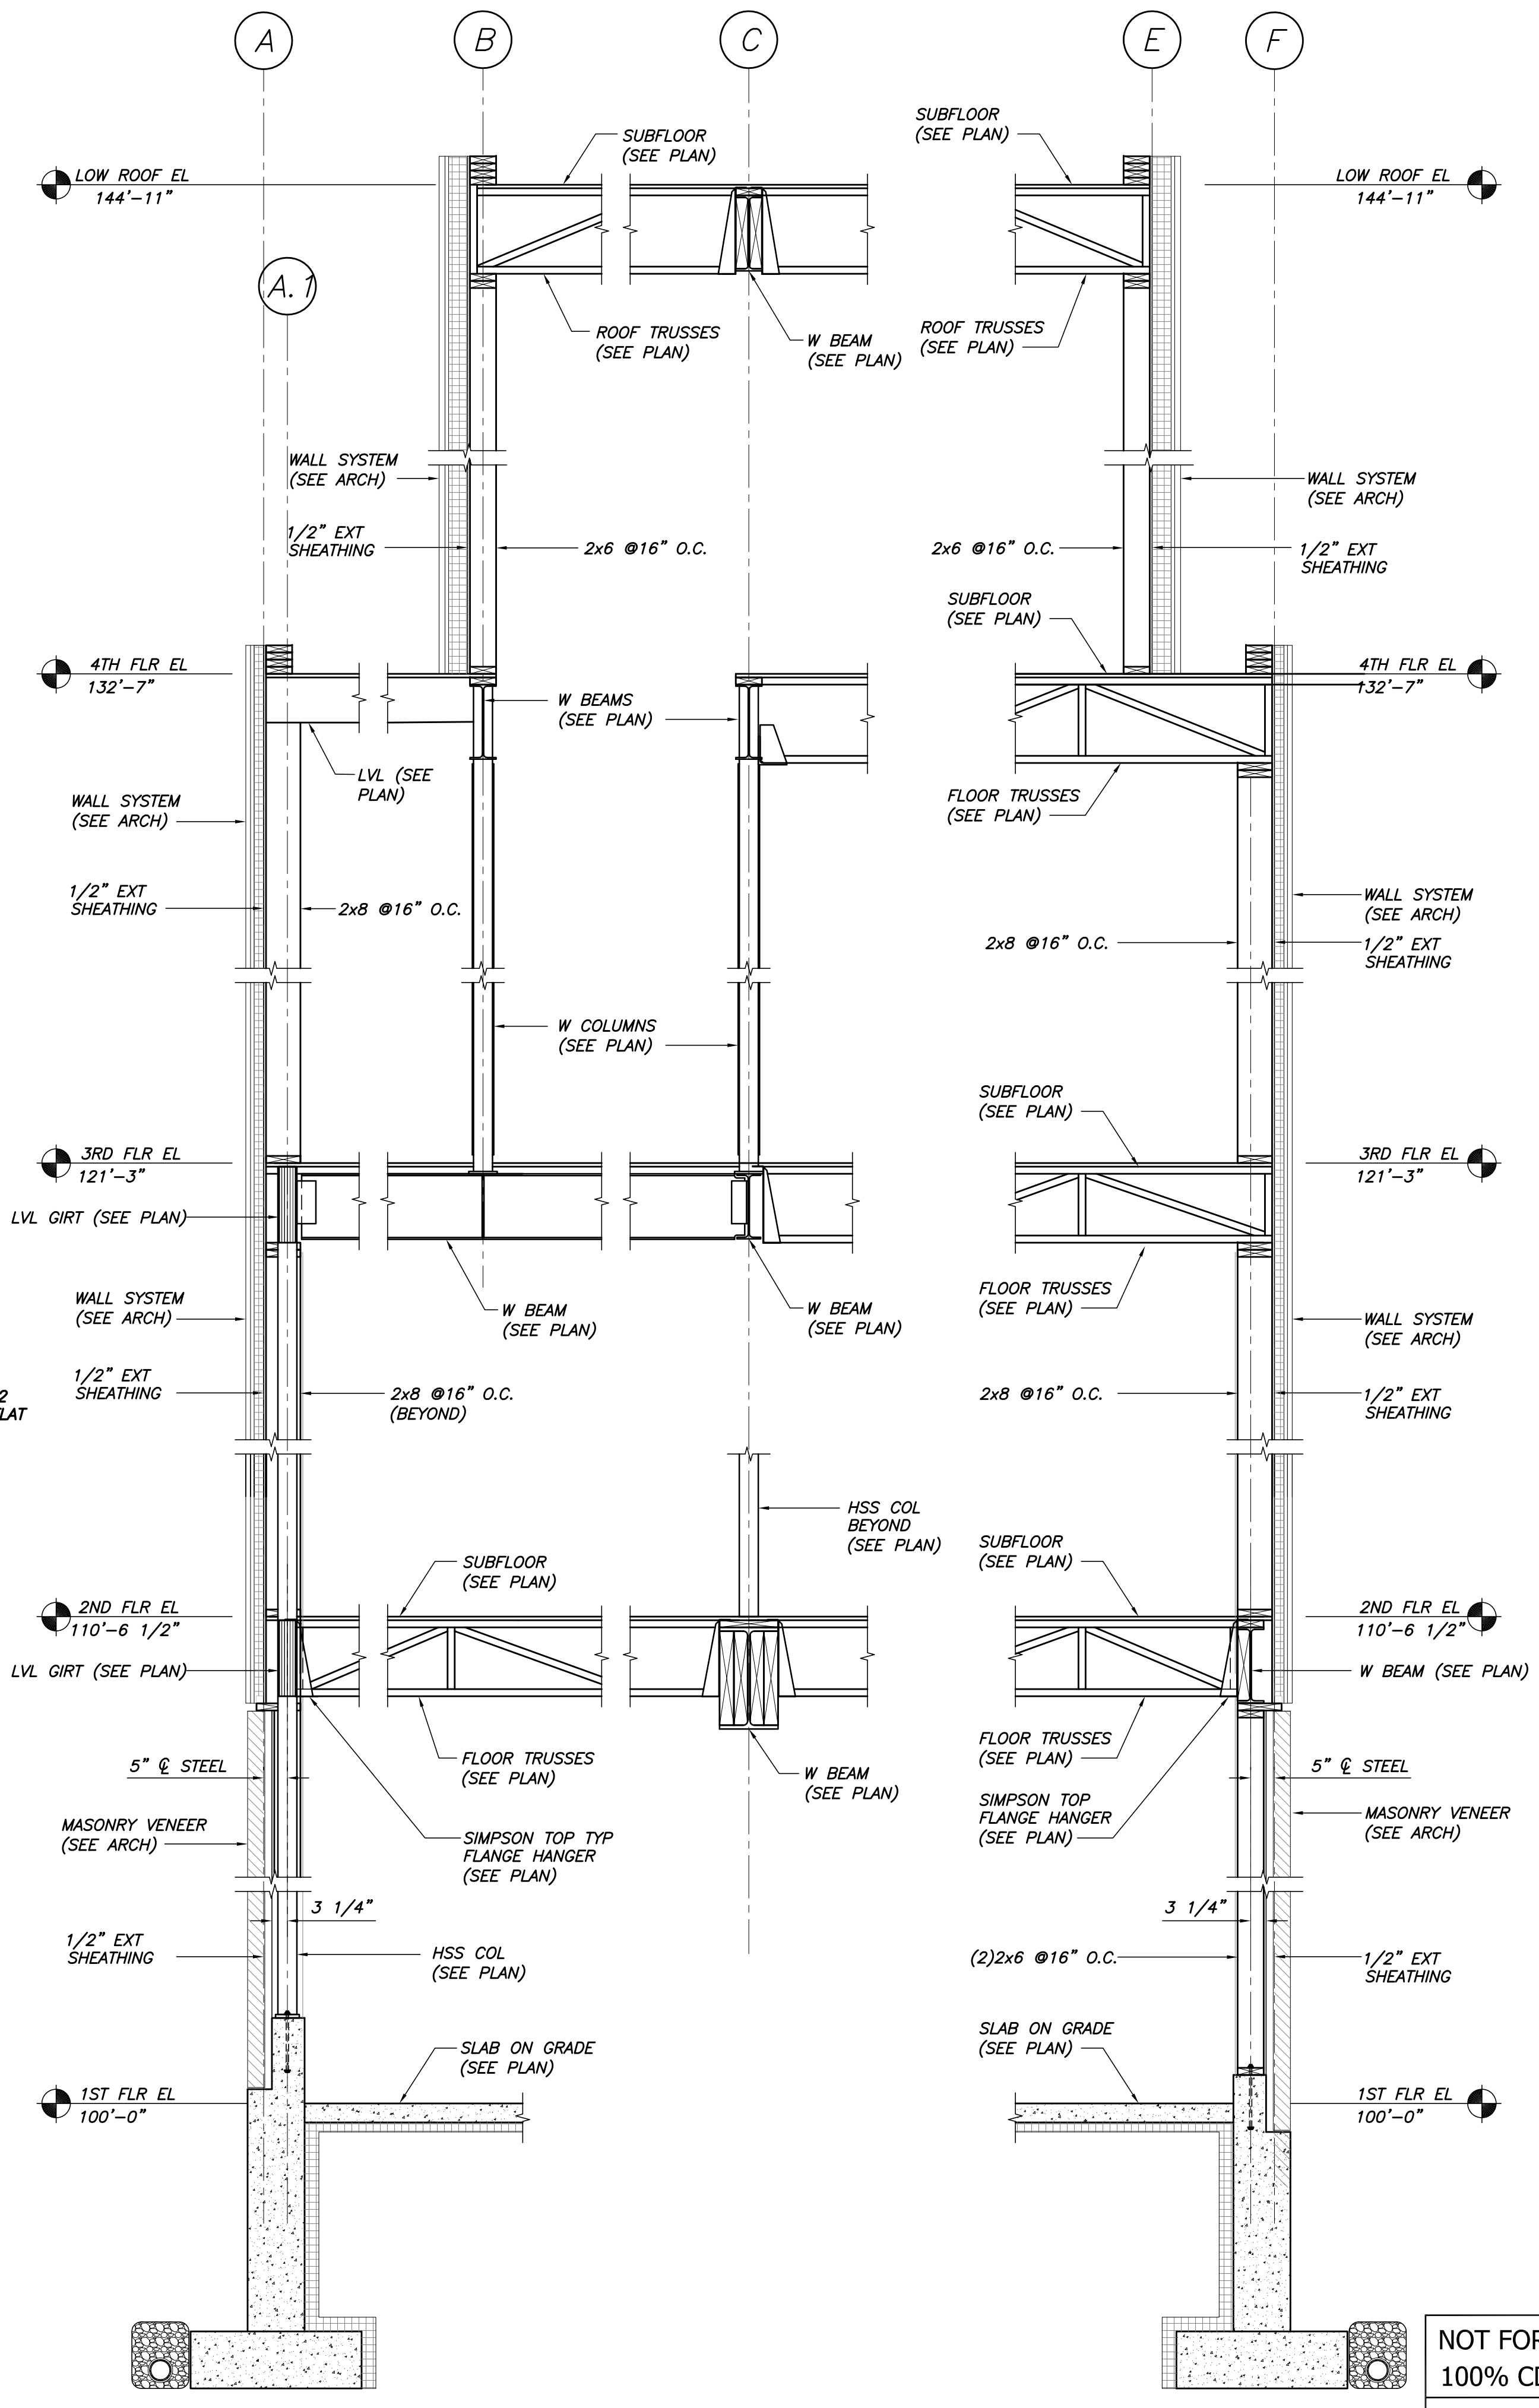 A
B
C
E
F
SUBFLOOR
(SEE PLAN)
SUBFLOOR
(SEE PLAN)
LOW ROOF EL
144'-11"
LOW ROOF EL
144'-11"
A.1
ROOF TRUSSES
(SEE PLAN)
W BEAM
(SEE PLAN)
ROOF TRUSSES
(SEE PLAN)
WALL SYSTEM
(SEE ARCH)
WALL SYSTEM
(SEE ARCH)
1/2" EXT
SHEATHING
2x6 @16" O.C.
2x6 @16" O.C.
1/2" EXT
SHEATHING
SUBFLOOR
(SEE PLAN)
4TH FLR EL
132'-7"
4TH FLR EL
132'-7"
W BEAMS
(SEE PLAN)
LVL (SEE
PLAN)
WALL SYSTEM
(SEE ARCH)
FLOOR TRUSSES
(SEE PLAN)
1/2" EXT
SHEATHING
2x8 @16" O.C.
WALL SYSTEM
(SEE ARCH)
2x8 @16" O.C.
1/2" EXT
SHEATHING
W COLUMNS
(SEE PLAN)
SUBFLOOR
(SEE PLAN)
3RD FLR EL
121'-3"
3RD FLR EL
121'-3"
LVL GIRT (SEE PLAN)
WALL SYSTEM
(SEE ARCH)
W BEAM
(SEE PLAN)
W BEAM
(SEE PLAN)
FLOOR TRUSSES
(SEE PLAN)
WALL SYSTEM
(SEE ARCH)
1/2" EXT
SHEATHING
2x8 @16" O.C.
(BEYOND)
2x8 @16" O.C.
1/2" EXT
SHEATHING
2
LAT
HSS COL
BEYOND
(SEE PLAN)
SUBFLOOR
(SEE PLAN)
SUBFLOOR
(SEE PLAN)
2ND FLR EL
110'-6 1/2"
2ND FLR EL
110'-6 1/2"
LVL GIRT (SEE PLAN)
W BEAM (SEE PLAN)
5" ℄ STEEL
FLOOR TRUSSES
(SEE PLAN)
W BEAM
(SEE PLAN)
FLOOR TRUSSES
(SEE PLAN)
5" ℄ STEEL
MASONRY VENEER
(SEE ARCH)
SIMPSON TOP TYP
FLANGE HANGER
(SEE PLAN)
SIMPSON TOP
FLANGE HANGER
(SEE PLAN)
MASONRY VENEER
(SEE ARCH)
3 1/4"
3 1/4"
1/2" EXT
SHEATHING
HSS COL
(SEE PLAN)
(2)2x6 @16" O.C.
1/2" EXT
SHEATHING
SLAB ON GRADE
(SEE PLAN)
SLAB ON GRADE
(SEE PLAN)
1ST FLR EL
100'-0"
1ST FLR EL
100'-0"
NOT FOR
100% CD